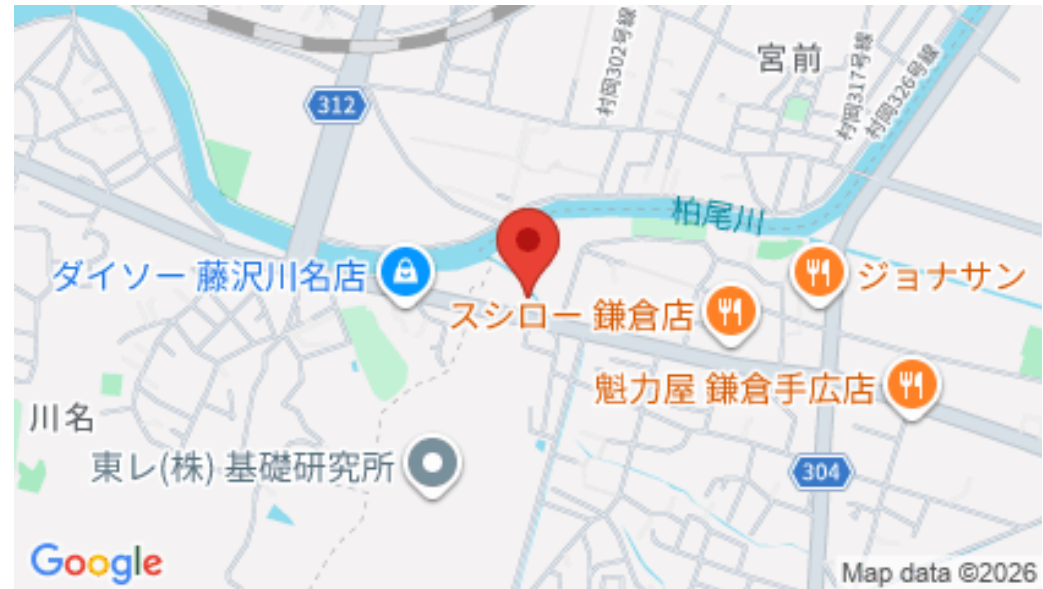 村岡302号線
宮前
村岡317号線
村岡326号線
312
柏尾川
ダイソー 藤沢川名店
ジョナサン
スシロー 鎌倉店
魁力屋 鎌倉手広店
川名
東レ(株) 基礎研究所
304
Google
Map data ©2026